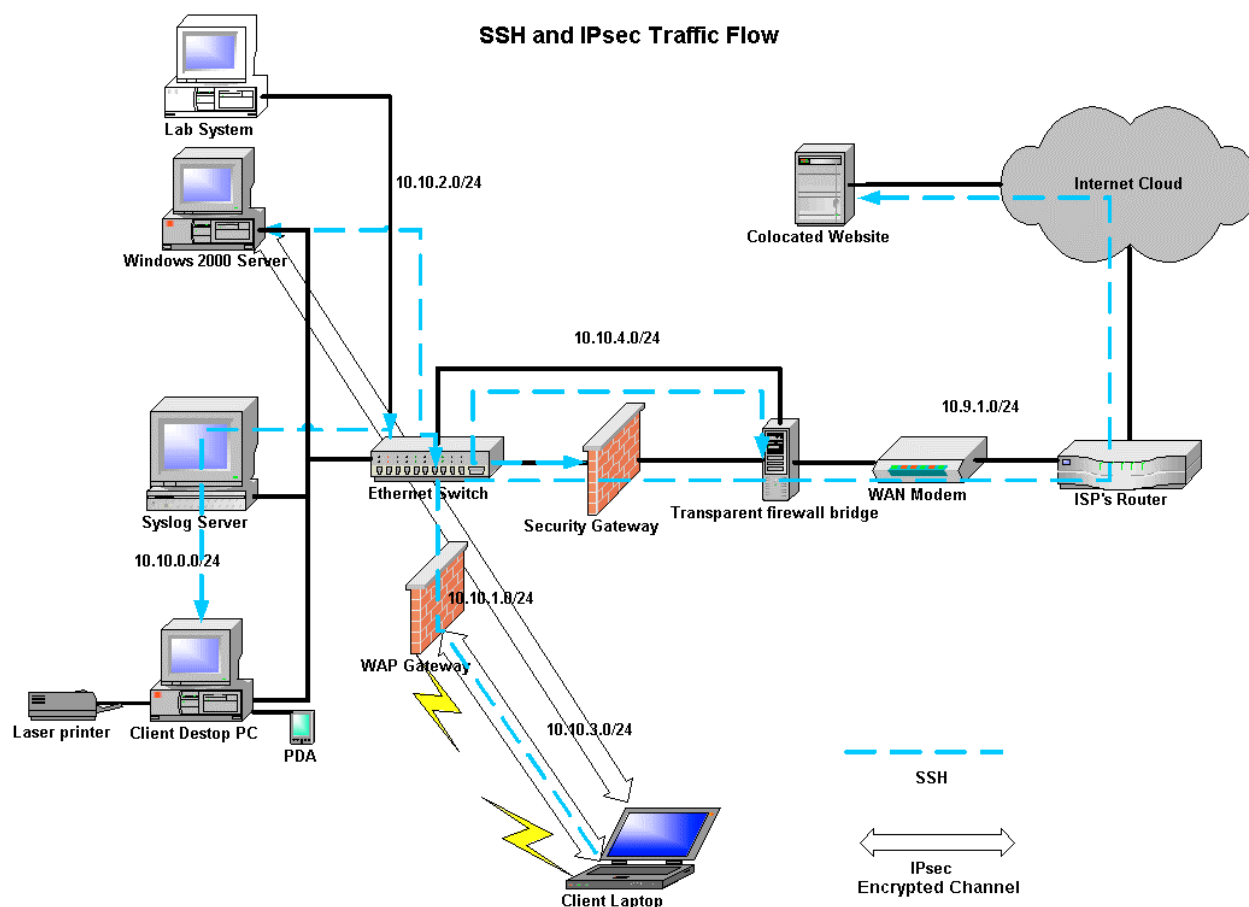 SSH and IPsec Traffic Flow
Lab System
10.10.2.0/24
Internet Cloud
Colocated Website
Windows 2000 Server
10.10.4.0/24
10.9.1.0/24
Ethernet Switch
WAN Modem
ISP's Router
Syslog Server
Security Gateway
Transparent firewall bridge
10.10.0.0/24
10.10.1.0/24
WAP Gateway
10.10.3.0/24
Laser printer
Client Destop PC
PDA
SSH
IPsec
Encrypted Channel
Client Laptop